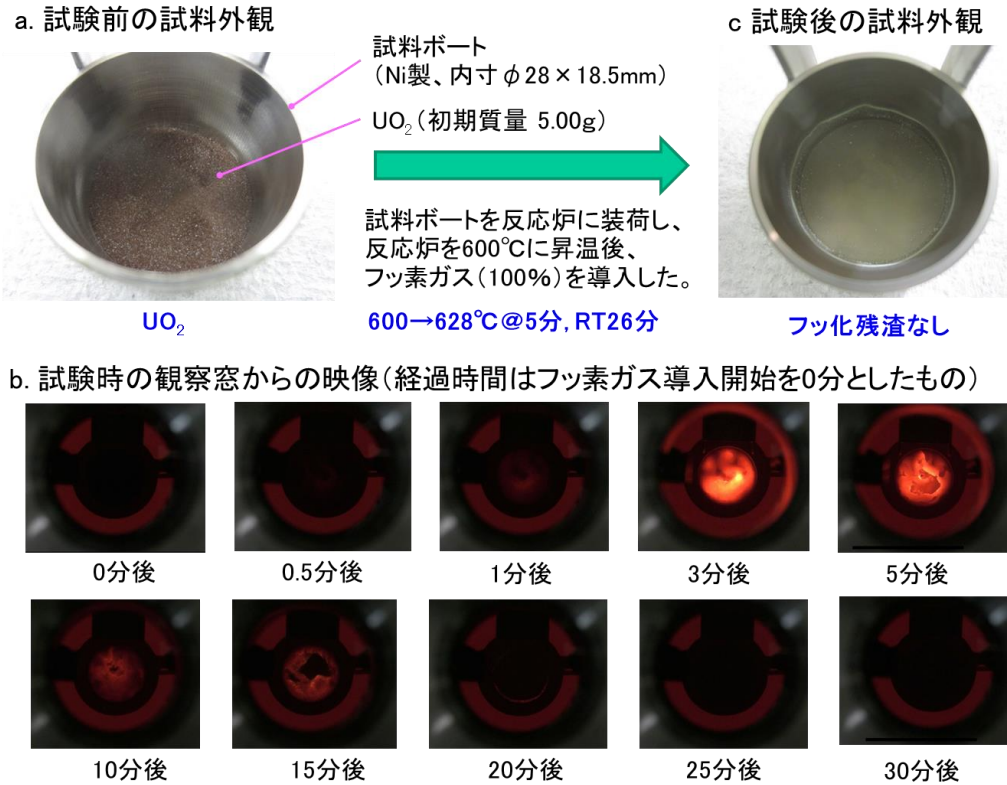 a. 試験前の試料外観
試料ボート
（Ni製、内寸φ28×18.5mm）
UO2（初期質量 5.00g）
c 試験後の試料外観
試料ボートを反応炉に装荷し、
反応炉を600℃に昇温後、
フッ素ガス（100%）を導入した。
UO2
600→628℃@5分, RT26分
フッ化残渣なし
b. 試験時の観察窓からの映像（経過時間はフッ素ガス導入開始を0分としたもの）
0分後
0.5分後
1分後
3分後
5分後
10分後
15分後
20分後
25分後
30分後